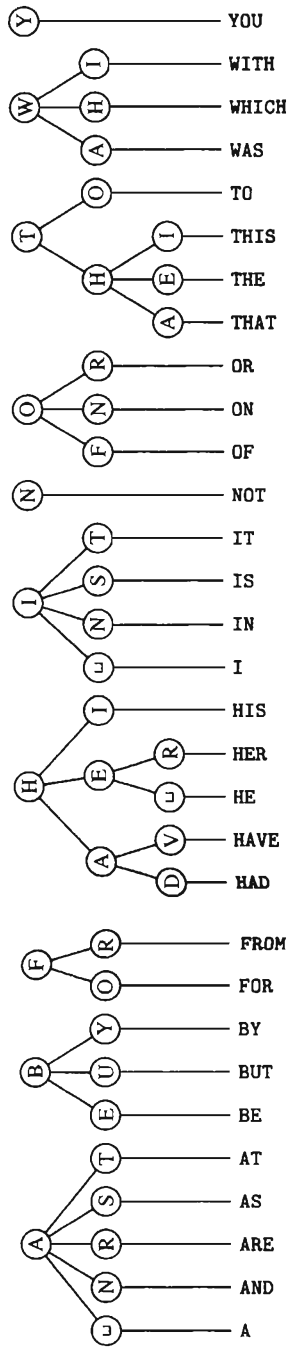 Y YOU
I WITH
W H WHICH
A WAS
O TO
T I THIS
H E THE
A THAT
R OR
O N ON
F OF
N NOT
T IT
S IS
I N IN
␣ I
I HIS
R HER
H E ␣ HE
V HAVE
A D HAD
R FROM
F O FOR
Y BY
B U BUT
E BE
T AT
S AS
A R ARE
N AND
␣ A